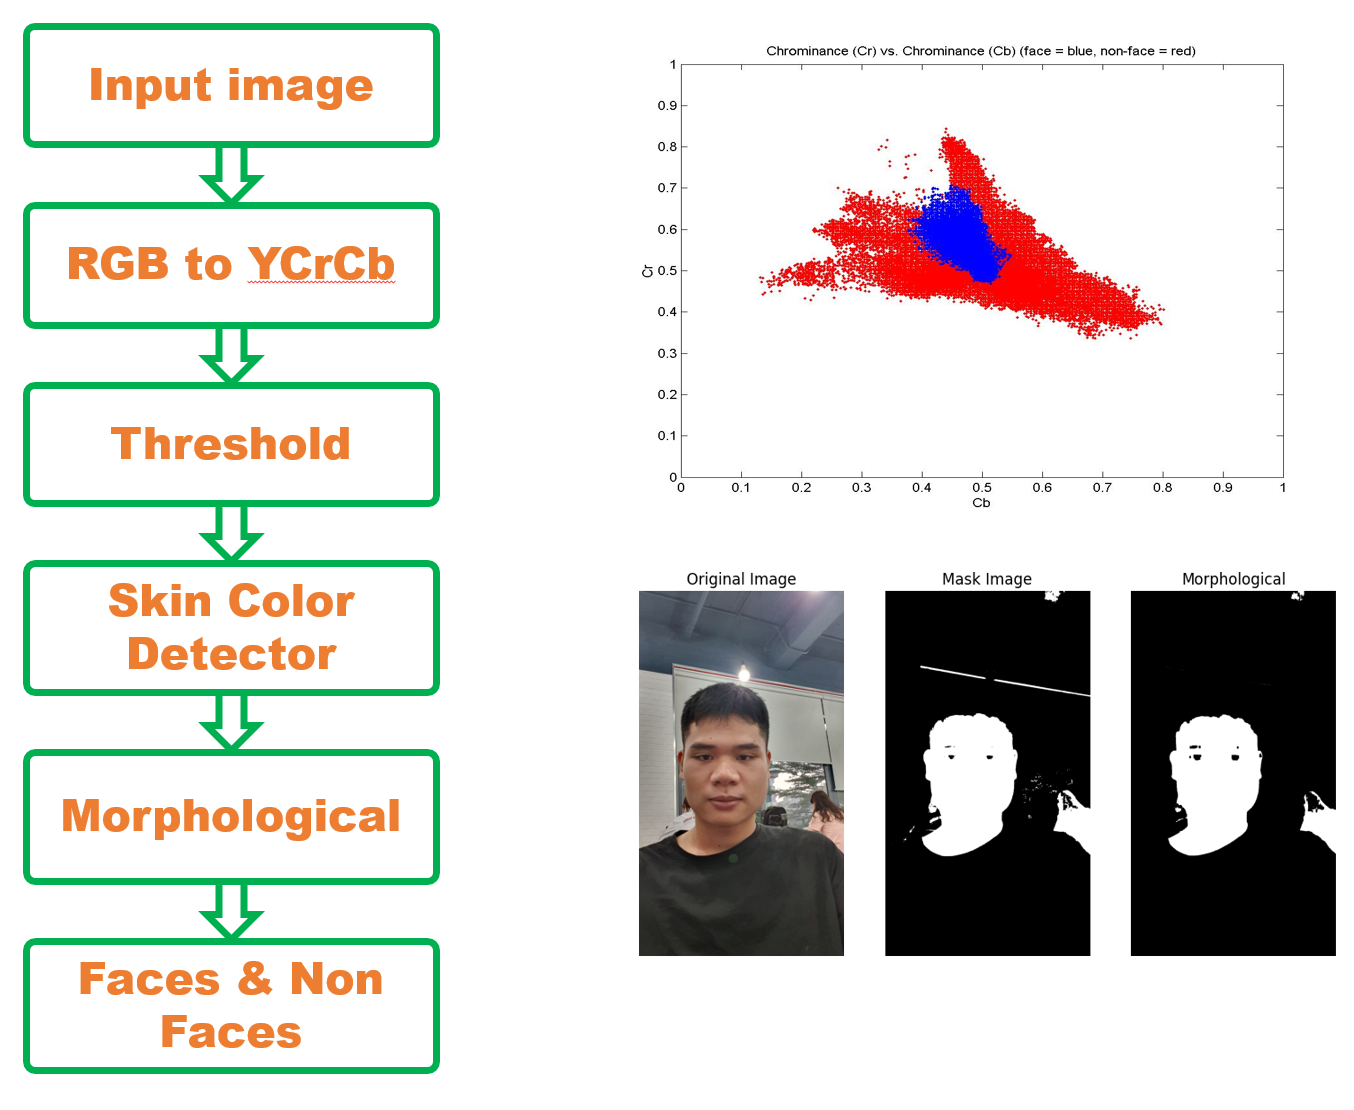 Input image
RGB to YCrCb
Threshold
Skin Color
Detector
Morphological
Faces & Non
Faces
Chrominance (Cr) vs. Chrominance (Cb) (face = blue, non-face = red)
1
0.9
0.8
0.7
0.6
0.5
0.4
0.3
0.2
0.1
0
Cr
0 0.1 0.2 0.3 0.4 0.5 0.6 0.7 0.8 0.9 1
Cb
Original Image
Mask Image
Morphological